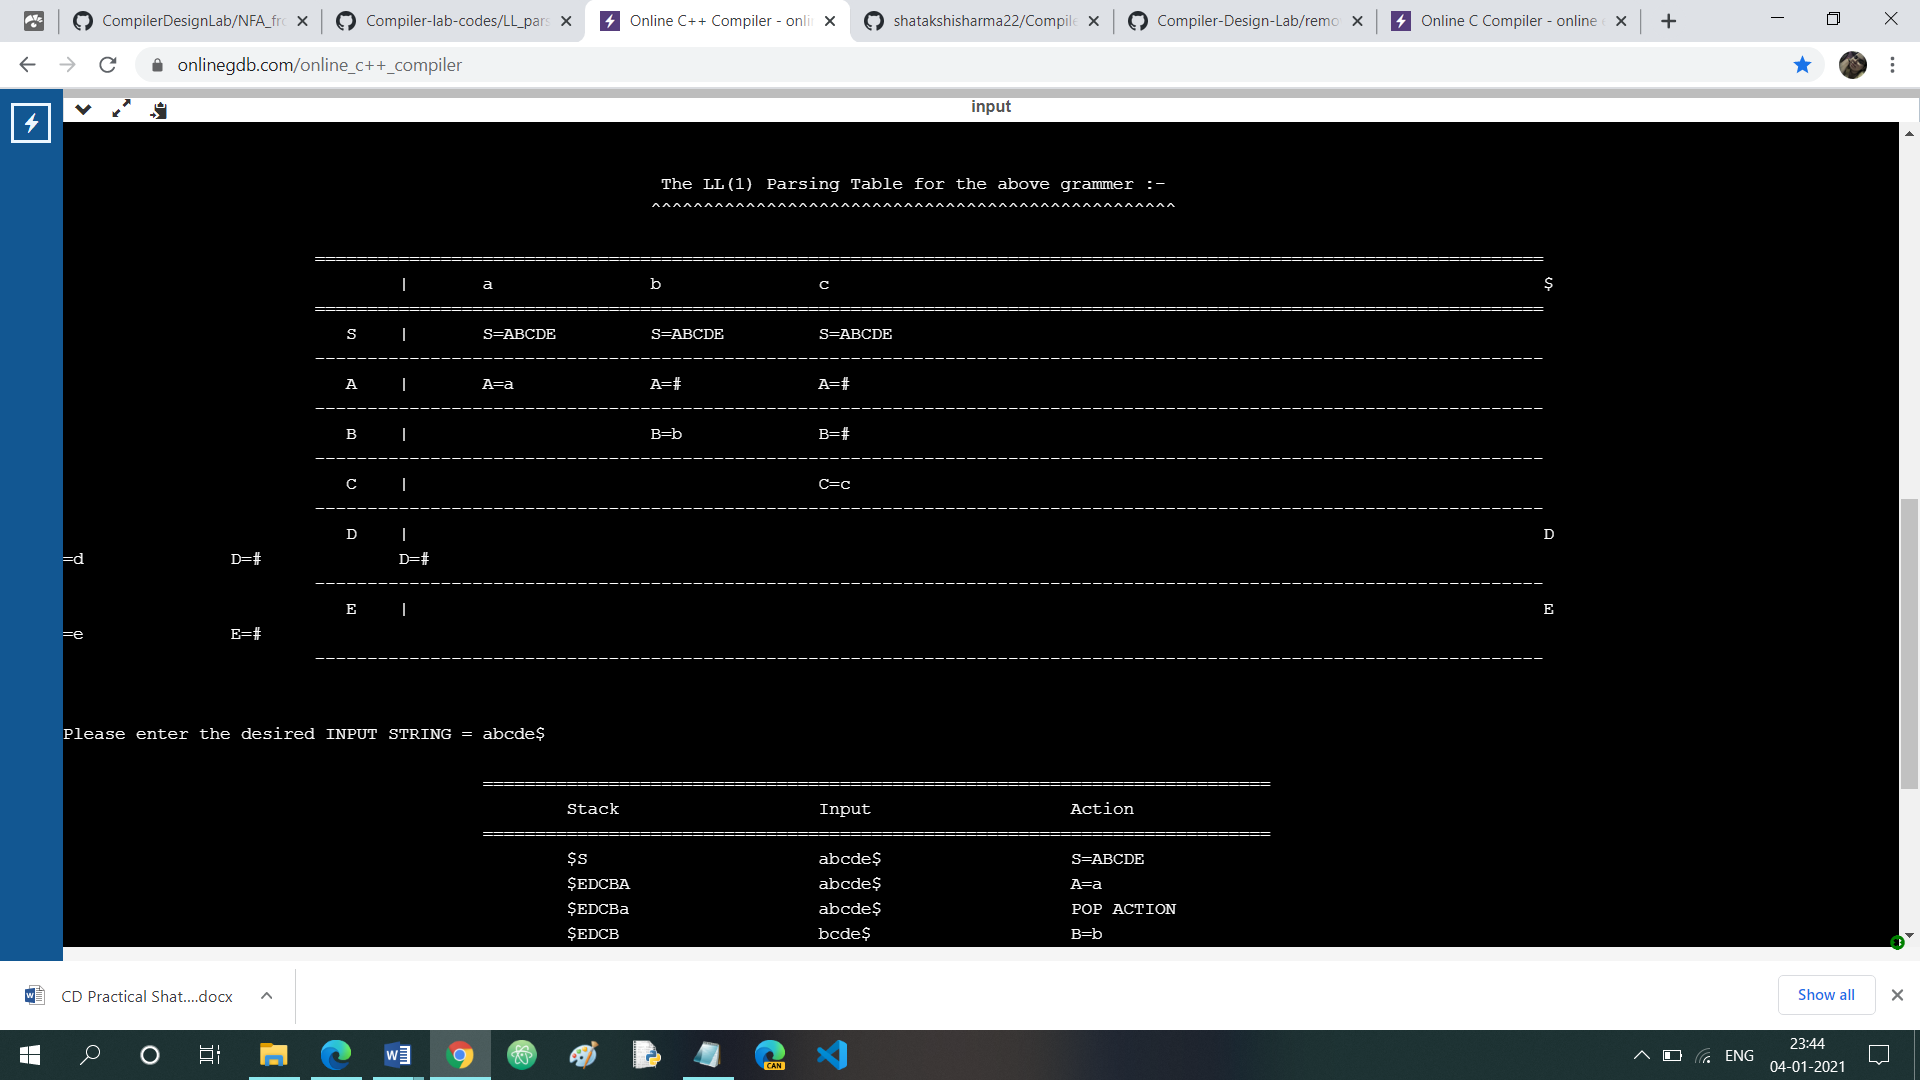 CompilerDesignLab/NFA_fro
Compiler-lab-codes/LL_pars
Online C++ Compiler - onli
shatakshisharma22/Compile
Compiler-Design-Lab/remo
Online C Compiler - online e
onlinegdb.com/online_c++_compiler
input
The LL(1) Parsing Table for the above grammer :-
^^^^^^^^^^^^^^^^^^^^^^^^^^^^^^^^^^^^^^^^^^^^^^^^^^
=====================================================================================================================
| a b c $
=====================================================================================================================
S | S=ABCDE S=ABCDE S=ABCDE
---------------------------------------------------------------------------------------------------------------------
A | A=a A=# A=#
---------------------------------------------------------------------------------------------------------------------
B | B=b B=#
---------------------------------------------------------------------------------------------------------------------
C | C=c
---------------------------------------------------------------------------------------------------------------------
D | D
=d D=# D=#
---------------------------------------------------------------------------------------------------------------------
E | E
=e E=#
---------------------------------------------------------------------------------------------------------------------
Please enter the desired INPUT STRING = abcde$
===========================================================================
Stack Input Action
===========================================================================
$S abcde$ S=ABCDE
$EDCBA abcde$ A=a
$EDCBa abcde$ POP ACTION
$EDCB bcde$ B=b
CD Practical Shat....docx
Show all
CAN
ENG
23:44
04-01-2021